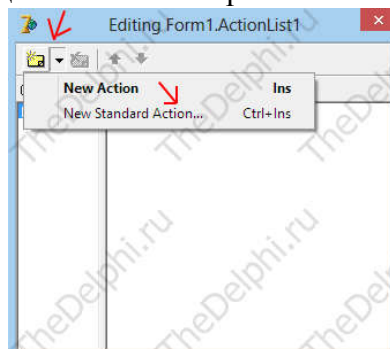 Editing Form1.ActionList1
New Action Ins
New Standard Action... Ctrl+Ins
TheDelphi.ru